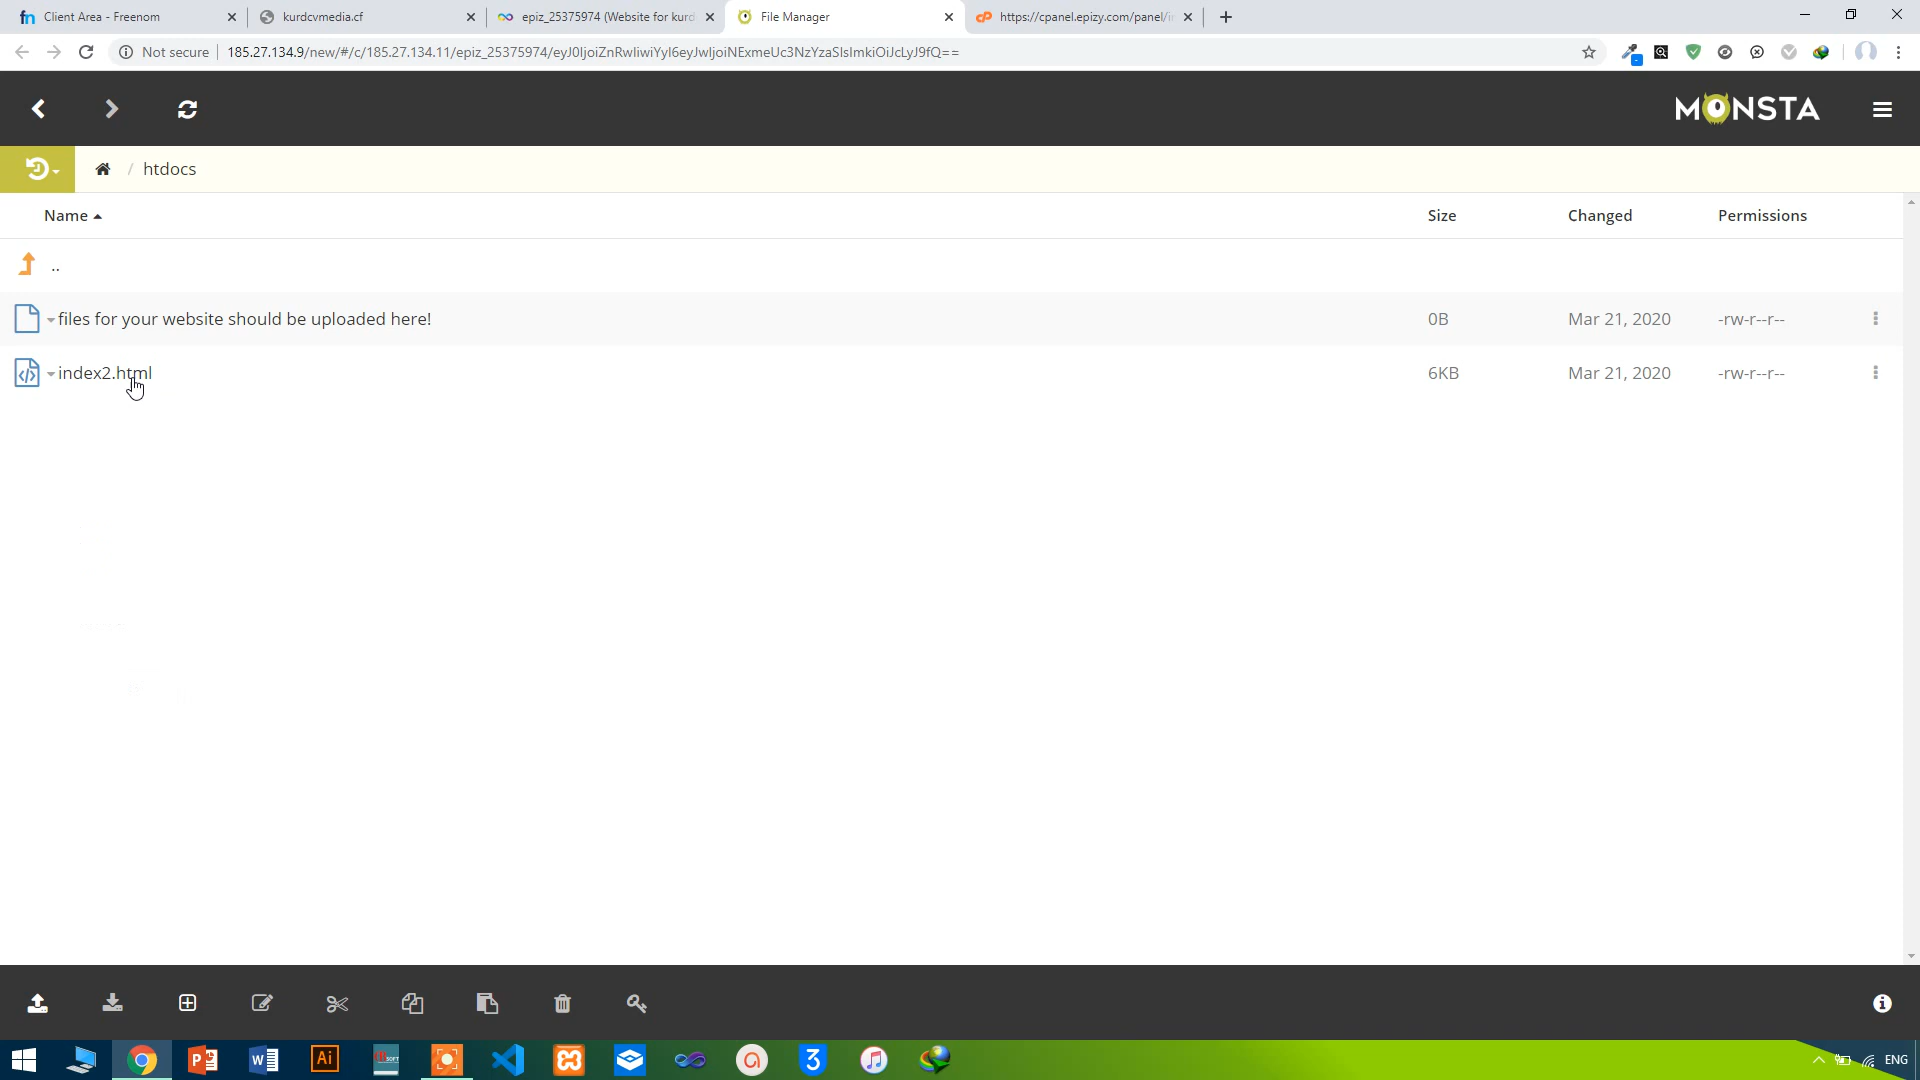 Client Area - Freenom
kurdcvmedia.cf
epiz_25375974 (Website for kurd
File Manager
https://cpanel.epizy.com/panel/i
Not secure
185.27.134.9/new/#/c/185.27.134.11/epiz_25375974/eyJ0IjoiZnRwIiwiYyI6eyJwIjoiNExmeUc3NzYzaSIsImkiOiJcLyJ9fQ==
MONSTA
/ htdocs
Name
Size
Changed
Permissions
..
files for your website should be uploaded here!
0B
Mar 21, 2020
-rw-r--r--
index2.html
6KB
Mar 21, 2020
-rw-r--r--
ENG